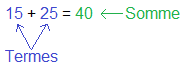 15 + 25 = 40 ← Somme
Termes